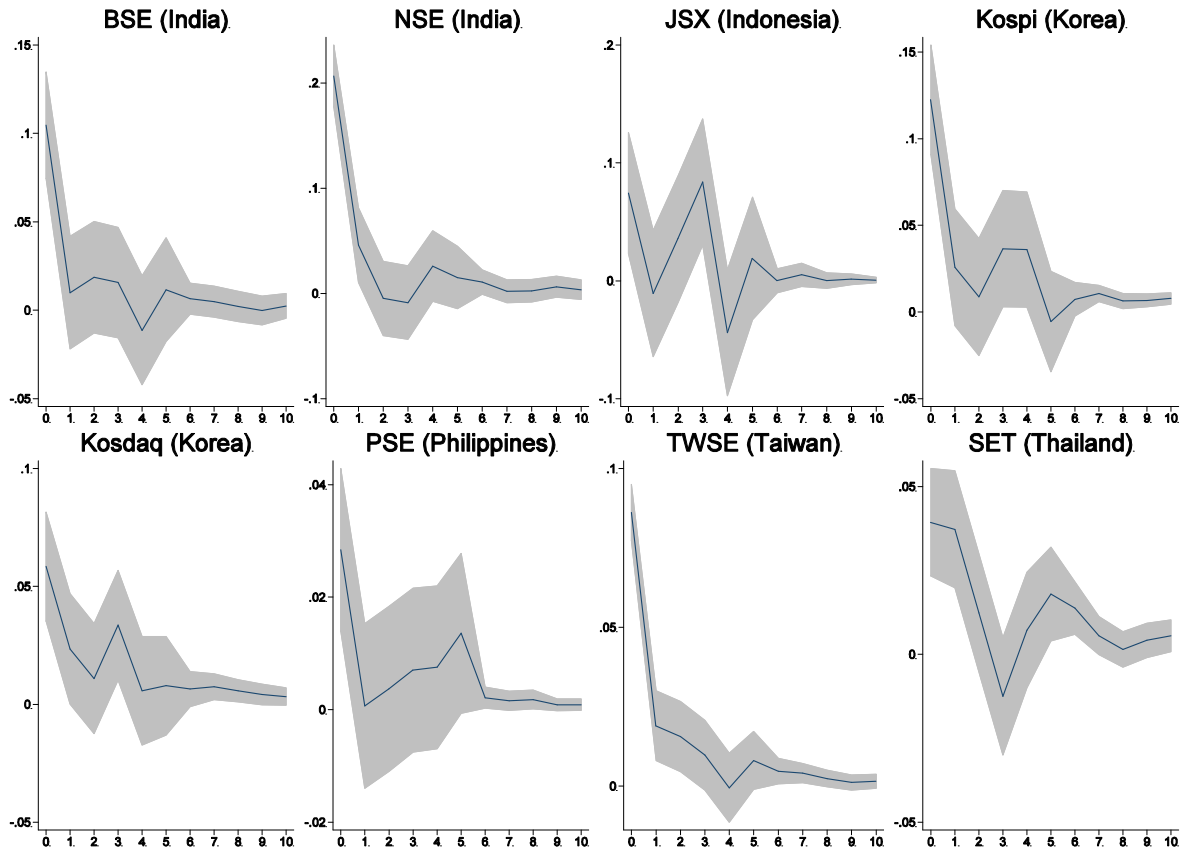 BSE (India).
NSE (India).
JSX (Indonesia).
Kospi (Korea).
.15.
.1.
.05.
0.
-.05.
0. 1. 2. 3. 4. 5. 6. 7. 8. 9. 10.
.2.
.1.
0.
-.1
0. 1. 2. 3. 4. 5. 6. 7. 8. 9. 10.
.2
.1
0.
-.1
0. 1. 2. 3. 4. 5. 6. 7. 8. 9. 10.
.15.
.1.
.05.
0.
-.05.
0. 1. 2. 3. 4. 5. 6. 7. 8. 9. 10.
Kosdaq (Korea).
PSE (Philippines).
TWSE (Taiwan).
SET (Thailand).
.1.
.05.
0.
-.05.
0. 1. 2. 3. 4. 5. 6. 7. 8. 9. 10.
.04.
.02.
0.
-.02
0. 1. 2. 3. 4. 5. 6. 7. 8. 9. 10.
.1.
.05.
0.
0. 1. 2. 3. 4. 5. 6. 7. 8. 9. 10.
.05.
0.
-.05.
0. 1. 2. 3. 4. 5. 6. 7. 8. 9. 10.